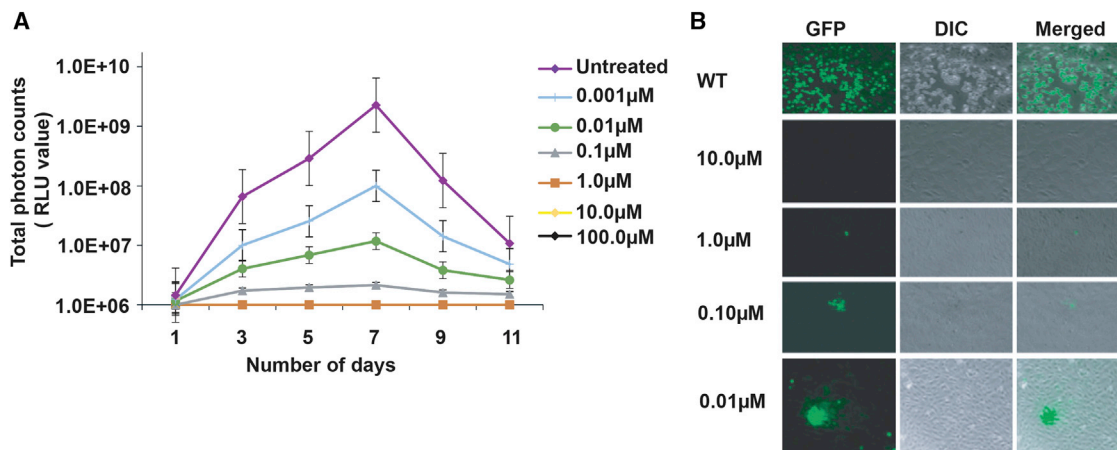 A
Total photon counts
( RLU value)
1.0E+10
1.0E+09
1.0E+08
1.0E+07
1.0E+06
1 3 5 7 9 11
Number of days
Untreated
0.001µM
0.01µM
0.1µM
1.0µM
10.0µM
100.0µM
B
GFP DIC Merged
WT
10.0µM
1.0µM
0.10µM
0.01µM